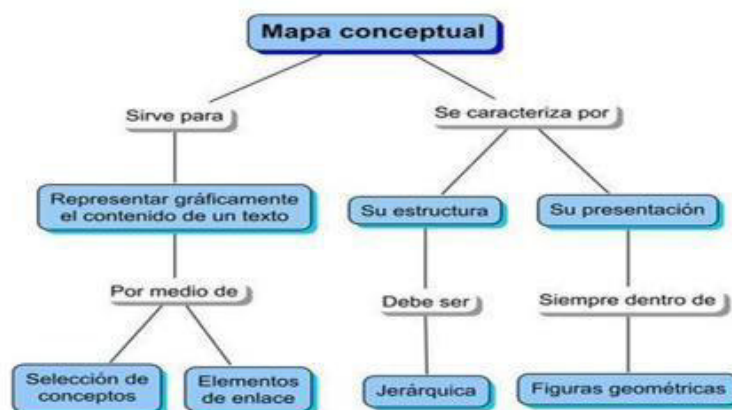 Mapa conceptual
Sirve para
Se caracteriza por
Representar gráficamente
el contenido de un texto
Su estructura
Su presentación
Por medio de
Debe ser
Siempre dentro de
Selección de
conceptos
Elementos
de enlace
Jerárquica
Figuras geométricas